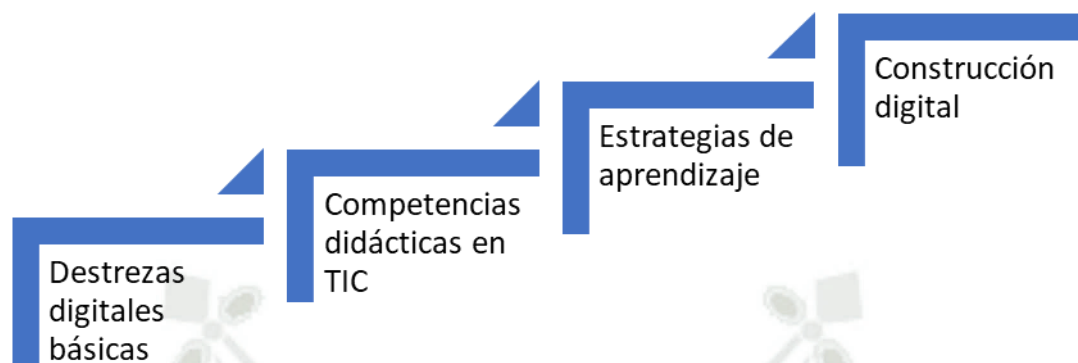 Destrezas
digitales
básicas
Competencias
didácticas en
TIC
Estrategias de
aprendizaje
Construcción
digital